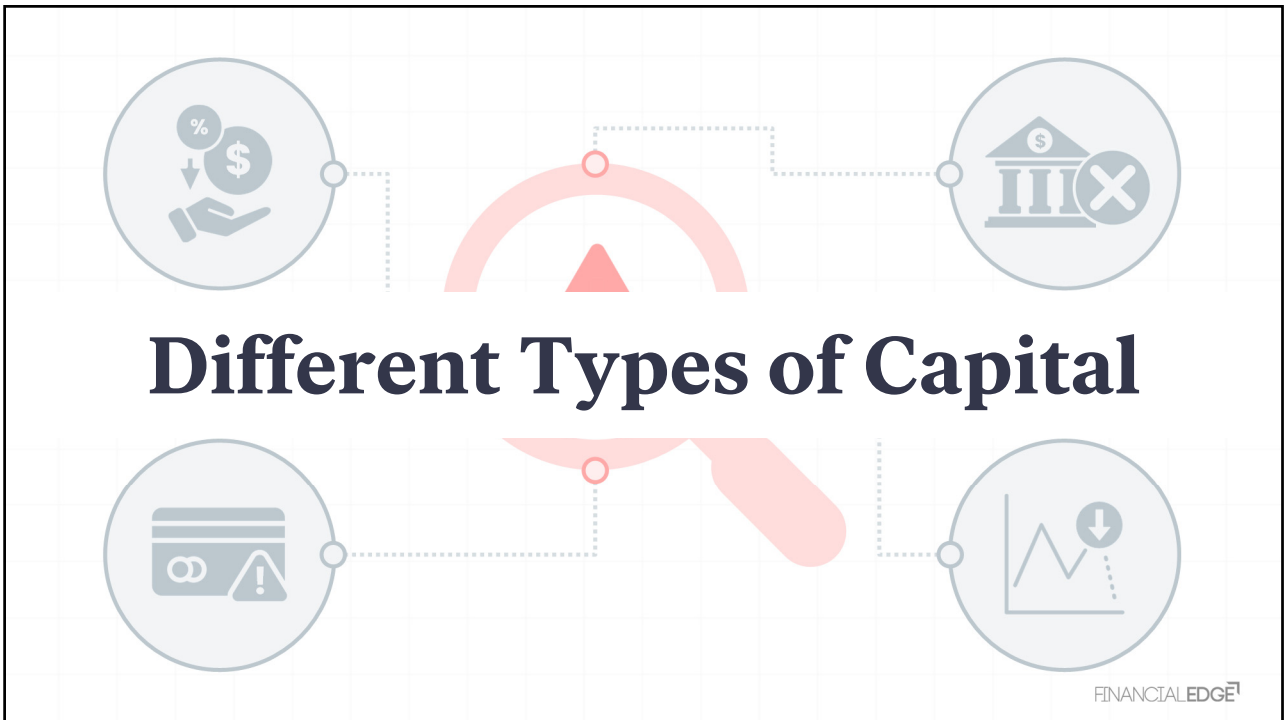 %
$
$
Different Types of Capital
!
FINANCIALEDGE